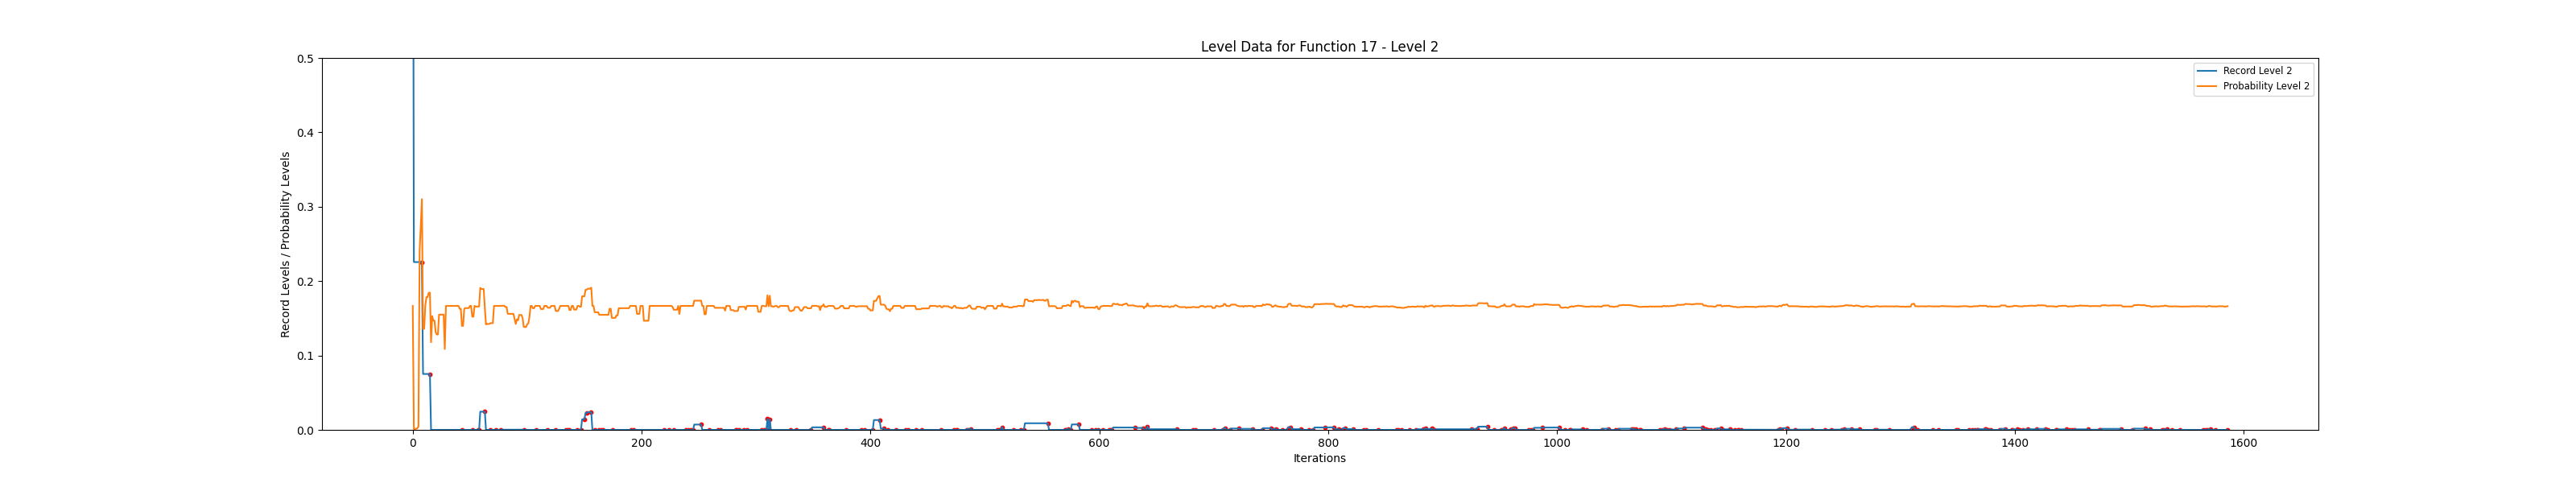 Level Data for Function 17 - Level 2
Record Levels / Probability Levels
0.5
0.4
0.3
0.2
0.1
0.0
Record Level 2
Probability Level 2
0 200 400 600 800 1000 1200 1400 1600
Iterations